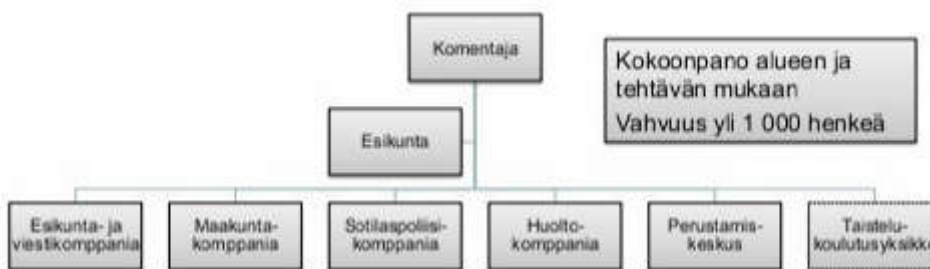 Komentaja
Kokoonpano alueen ja
tehtävän mukaan
Vahvuus yli 1 000 henkeä
Esikunta
Esikunta- ja
viestikomppania
Maakunta-
komppania
Sotilaspoliisi-
komppania
Huolto-
komppania
Perustamis-
keskus
Taistelu-
koulutusyksikkö